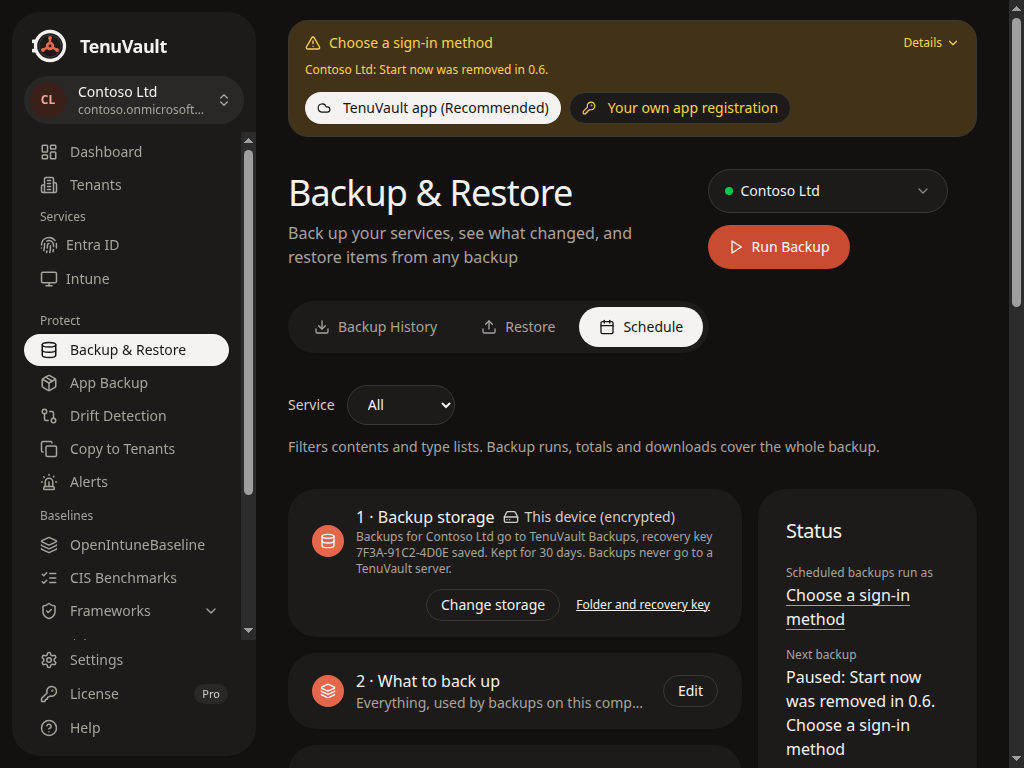 TenuVault
CL
Contoso Ltd
contoso.onmicrosoft...
Dashboard
Tenants
Services
Entra ID
Intune
Protect
Backup & Restore
App Backup
Drift Detection
Copy to Tenants
Alerts
Baselines
OpenIntuneBaseline
CIS Benchmarks
Frameworks
Settings
License
Pro
Help
Choose a sign-in method
Details
Contoso Ltd: Start now was removed in 0.6.
TenuVault app (Recommended)
Your own app registration
Backup & Restore
Back up your services, see what changed, and
restore items from any backup
Contoso Ltd
Run Backup
Backup History
Restore
Schedule
Service
All
Filters contents and type lists. Backup runs, totals and downloads cover the whole backup.
1 · Backup storage
This device (encrypted)
Backups for Contoso Ltd go to TenuVault Backups, recovery key
7F3A-91C2-4D0E saved. Kept for 30 days. Backups never go to a
TenuVault server.
Change storage
Folder and recovery key
2 · What to back up
Everything, used by backups on this comp...
Edit
Status
Scheduled backups run as
Choose a sign-in
method
Next backup
Paused: Start now
was removed in 0.6.
Choose a sign-in
method